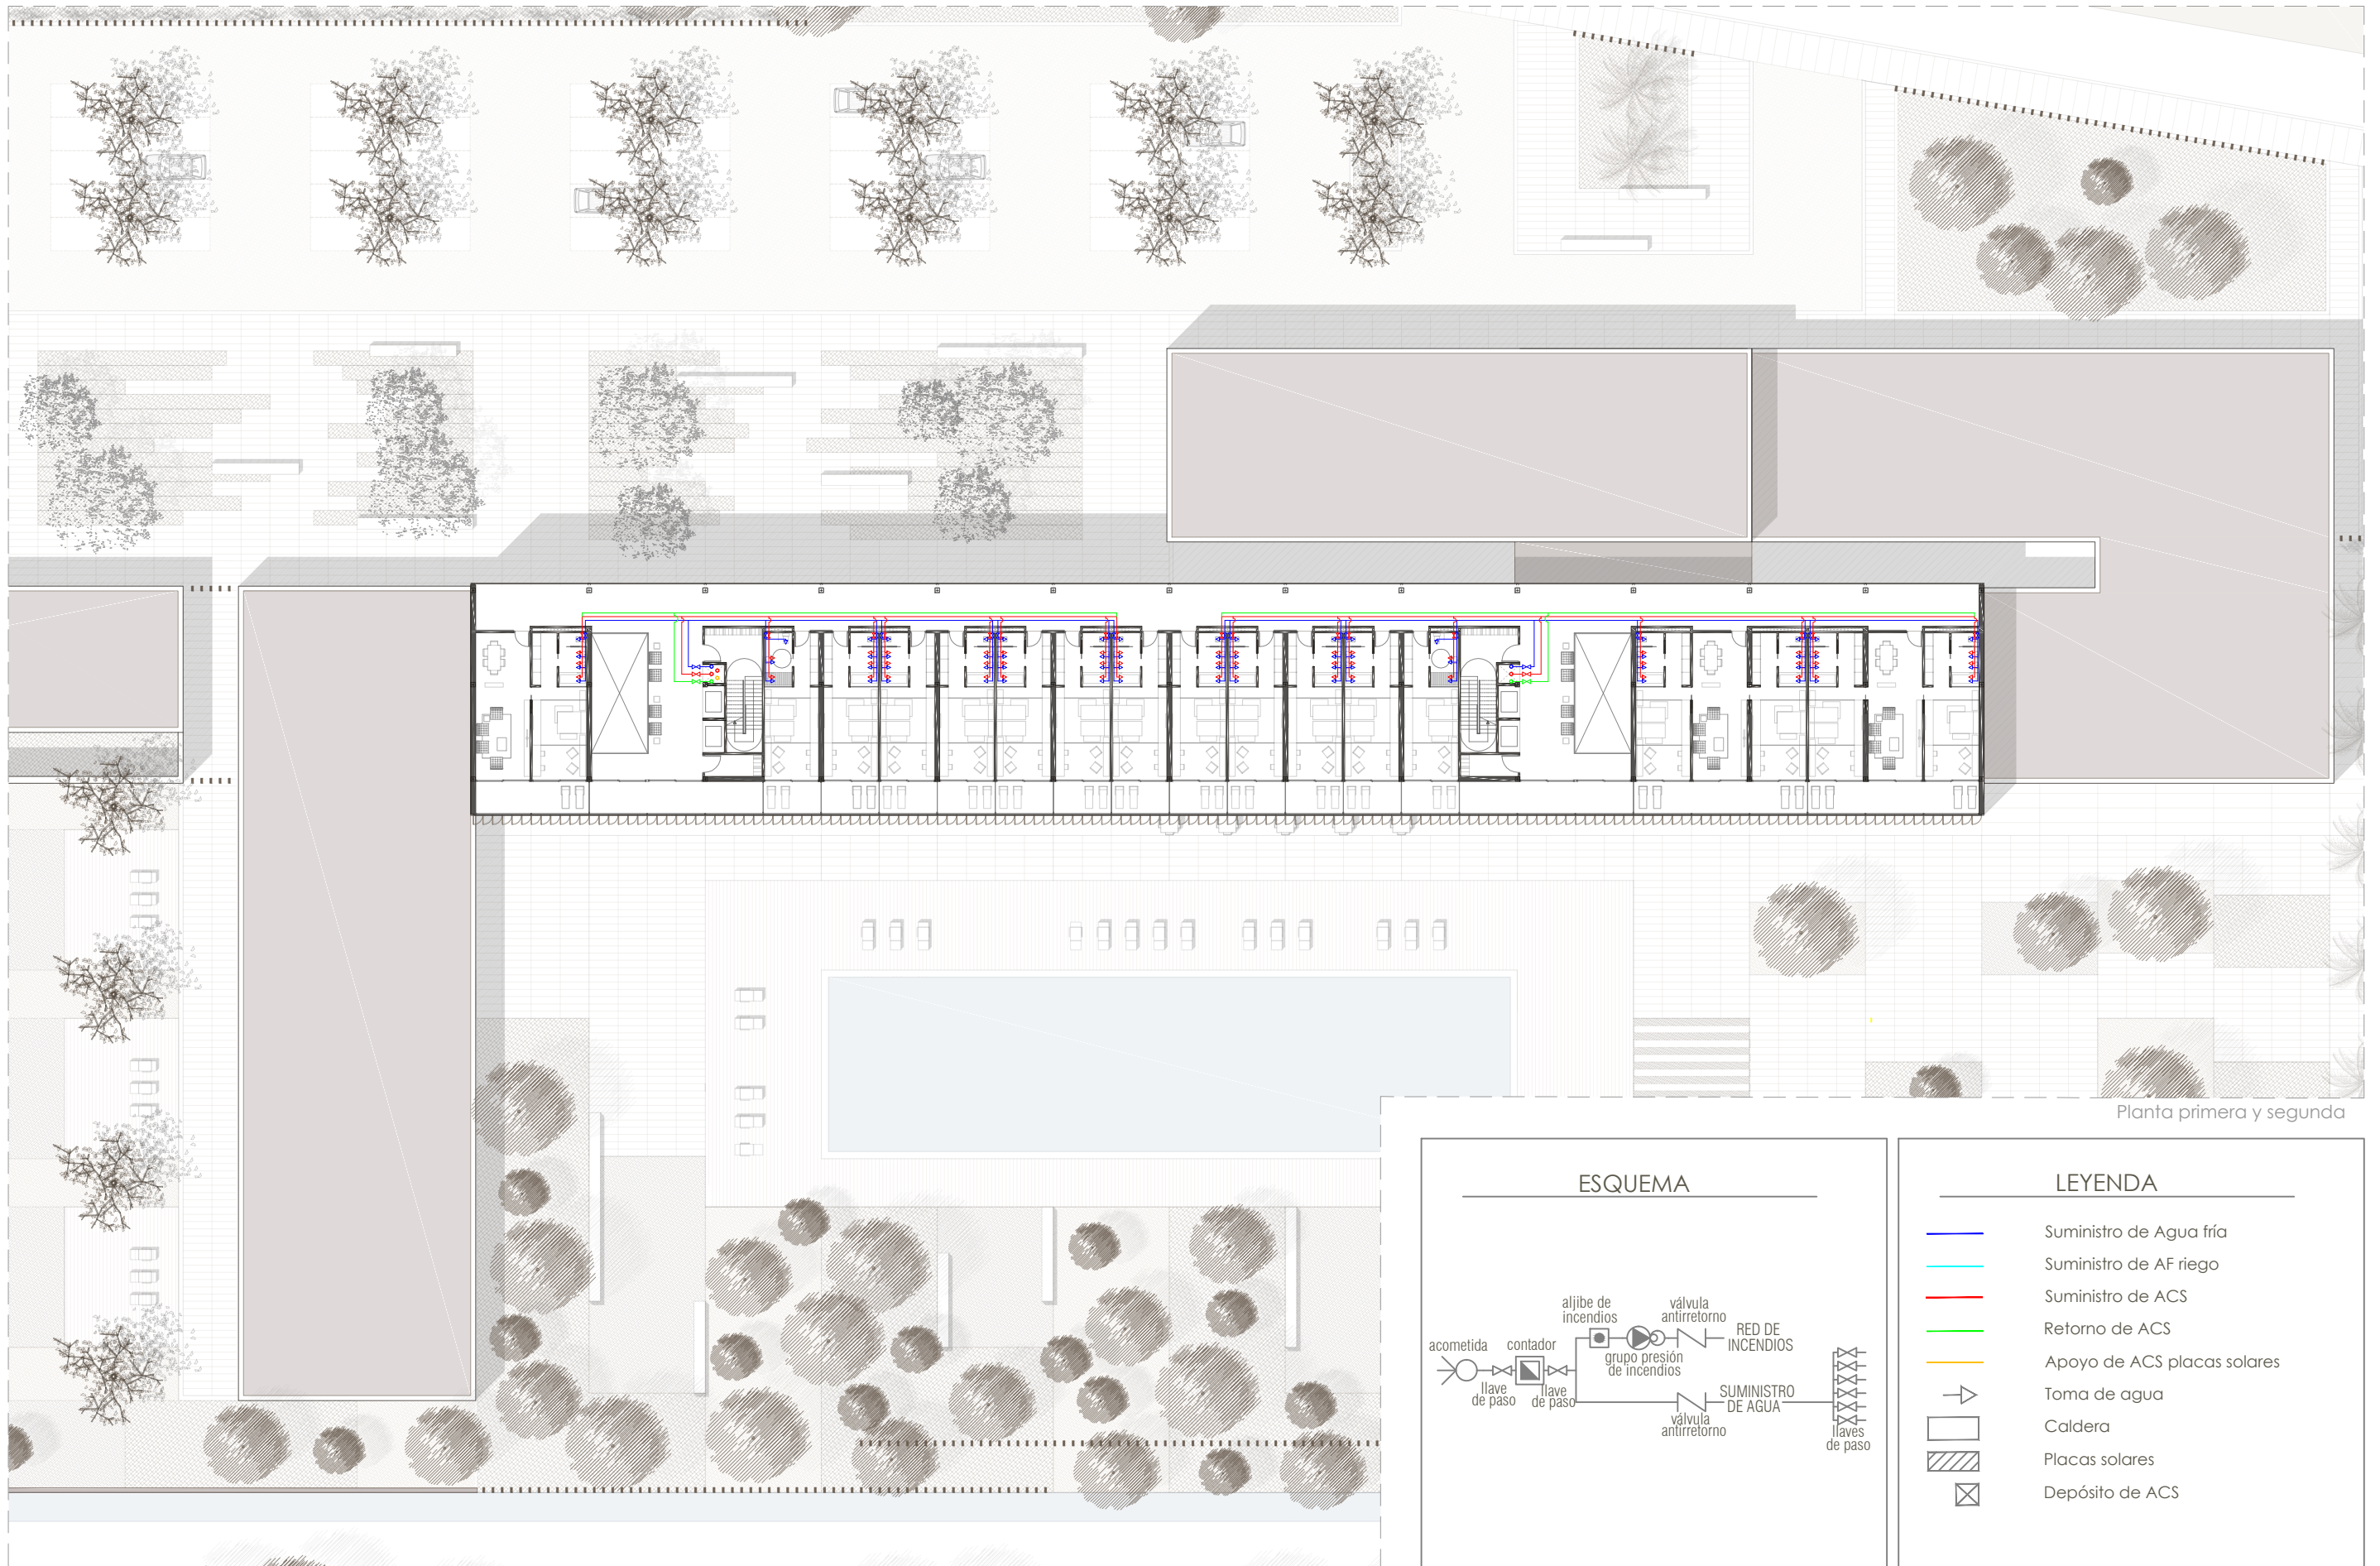 Planta primera y segunda
ESQUEMA
acometida
llave
de paso
contador
llave
de paso
aljibe de
incendios
grupo presión
de incendios
válvula
antirretorno
RED DE
INCENDIOS
válvula
antirretorno
SUMINISTRO
DE AGUA
llaves
de paso
LEYENDA
Suministro de Agua fría
Suministro de AF riego
Suministro de ACS
Retorno de ACS
Apoyo de ACS placas solares
Toma de agua
Caldera
Placas solares
Depósito de ACS